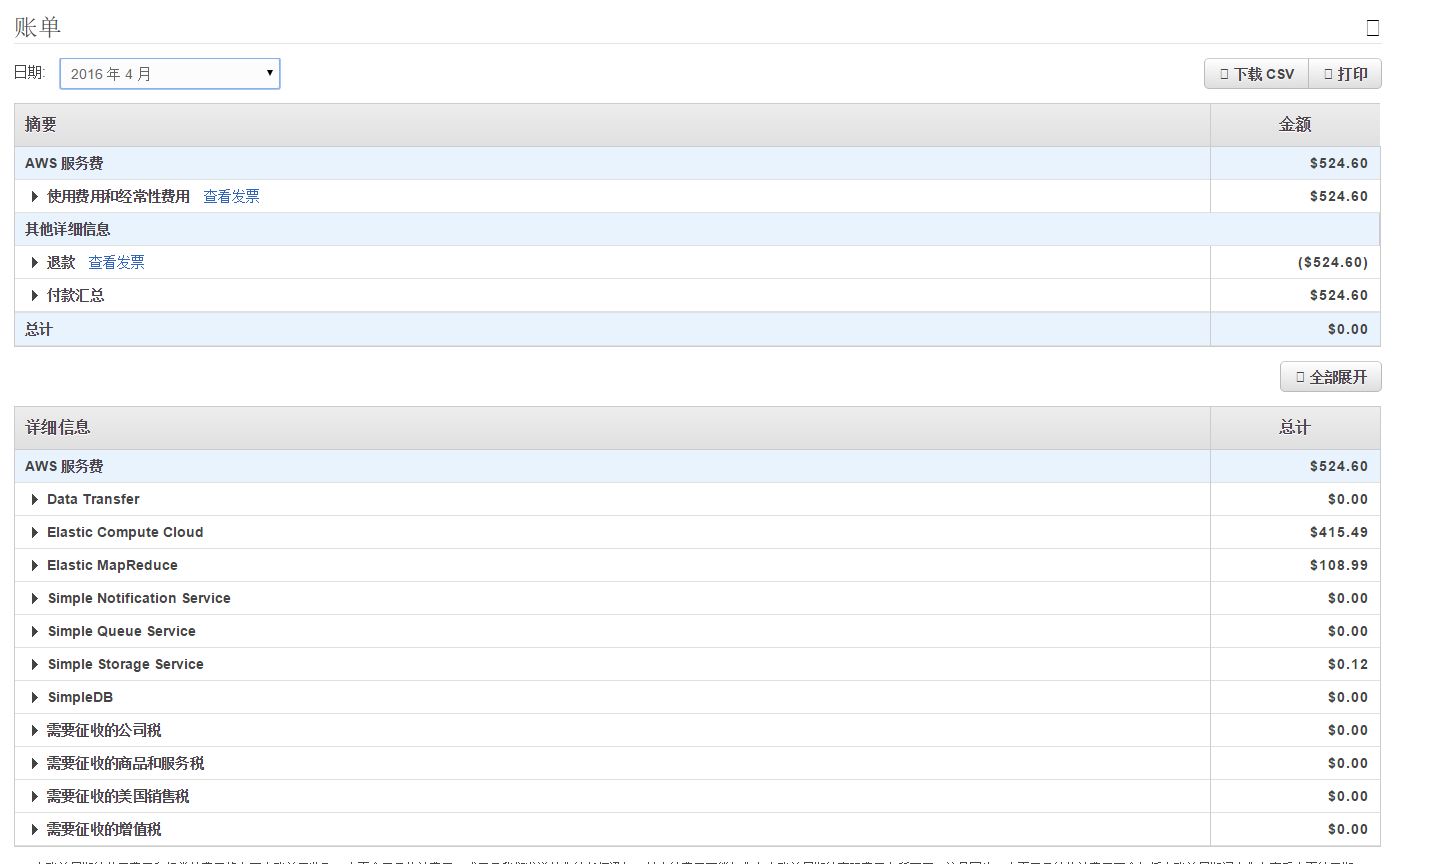 账单
日期: 2016 年 4 月
下载 CSV 打印
摘要 金额
AWS 服务费 $524.60
使用费用和经常性费用 查看发票 $524.60
其他详细信息
退款 查看发票 ($524.60)
付款汇总 $524.60
总计 $0.00
全部展开
详细信息 总计
AWS 服务费 $524.60
Data Transfer $0.00
Elastic Compute Cloud $415.49
Elastic MapReduce $108.99
Simple Notification Service $0.00
Simple Queue Service $0.00
Simple Storage Service $0.12
SimpleDB $0.00
需要征收的公司税 $0.00
需要征收的商品和服务税 $0.00
需要征收的美国销售税 $0.00
需要征收的增值税 $0.00